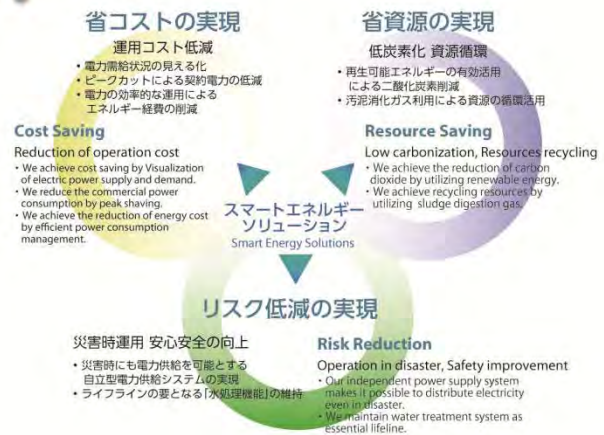 省コストの実現
運用コスト低減
• 電力需給状況の見える化
• ピークカットによる契約電力の低減
• 電力の効率的な運用による
エネルギー経費の削減
Cost Saving
Reduction of operation cost
・We achieve cost saving by Visualization
of electric power supply and demand.
・We reduce the commercial power
consumption by peak shaving.
・We achieve the reduction of energy cost
by efficient power consumption
management.
省資源の実現
低炭素化 資源循環
• 再生可能エネルギーの有効活用
による二酸化炭素削減
• 汚泥消化ガス利用による資源の循環活用
Resource Saving
Low carbonization, Resources recycling
・We achieve the reduction of carbon
dioxide by utilizing renewable energy.
・We achieve recycling resources by
utilizing sludge digestion gas.
スマートエネルギー
ソリューション
Smart Energy Solutions
リスク低減の実現
災害時運用 安心安全の向上
• 災害時にも電力供給を可能とする
自立型電力供給システムの実現
• ライフラインの要となる「水処理機能」の維持
Risk Reduction
Operation in disaster, Safety improvement
・Our independent power supply system
makes it possible to distribute electricity
even in disaster.
・We maintain water treatment system as
essential lifeline.